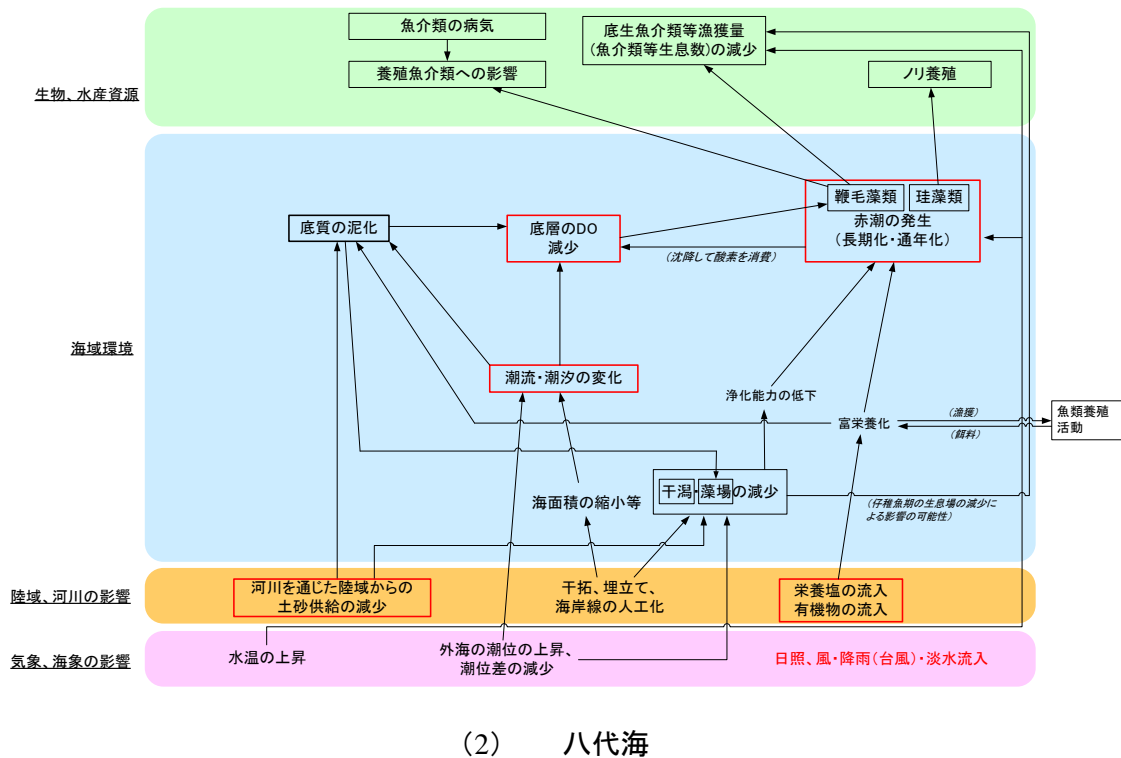 魚介類の病気
養殖魚介類への影響
底生魚介類等漁獲量
(魚介類等生息数)の減少
ノリ養殖
生物、水産資源
鞭毛藻類
珪藻類
赤潮の発生
(長期化・通年化)
底質の泥化
底層のDO
減少
(沈降して酸素を消費)
海域環境
潮流・潮汐の変化
浄化能力の低下
富栄養化
(漁獲)
(餌料)
魚類養殖
活動
干潟・藻場の減少
海面積の縮小等
(仔稚魚期の生息場の減少に
よる影響の可能性)
陸域、河川の影響
河川を通じた陸域からの
土砂供給の減少
干拓、埋立て、
海岸線の人工化
栄養塩の流入
有機物の流入
気象、海象の影響
水温の上昇
外海の潮位の上昇、
潮位差の減少
日照、風・降雨(台風)・淡水流入
(2) 八代海